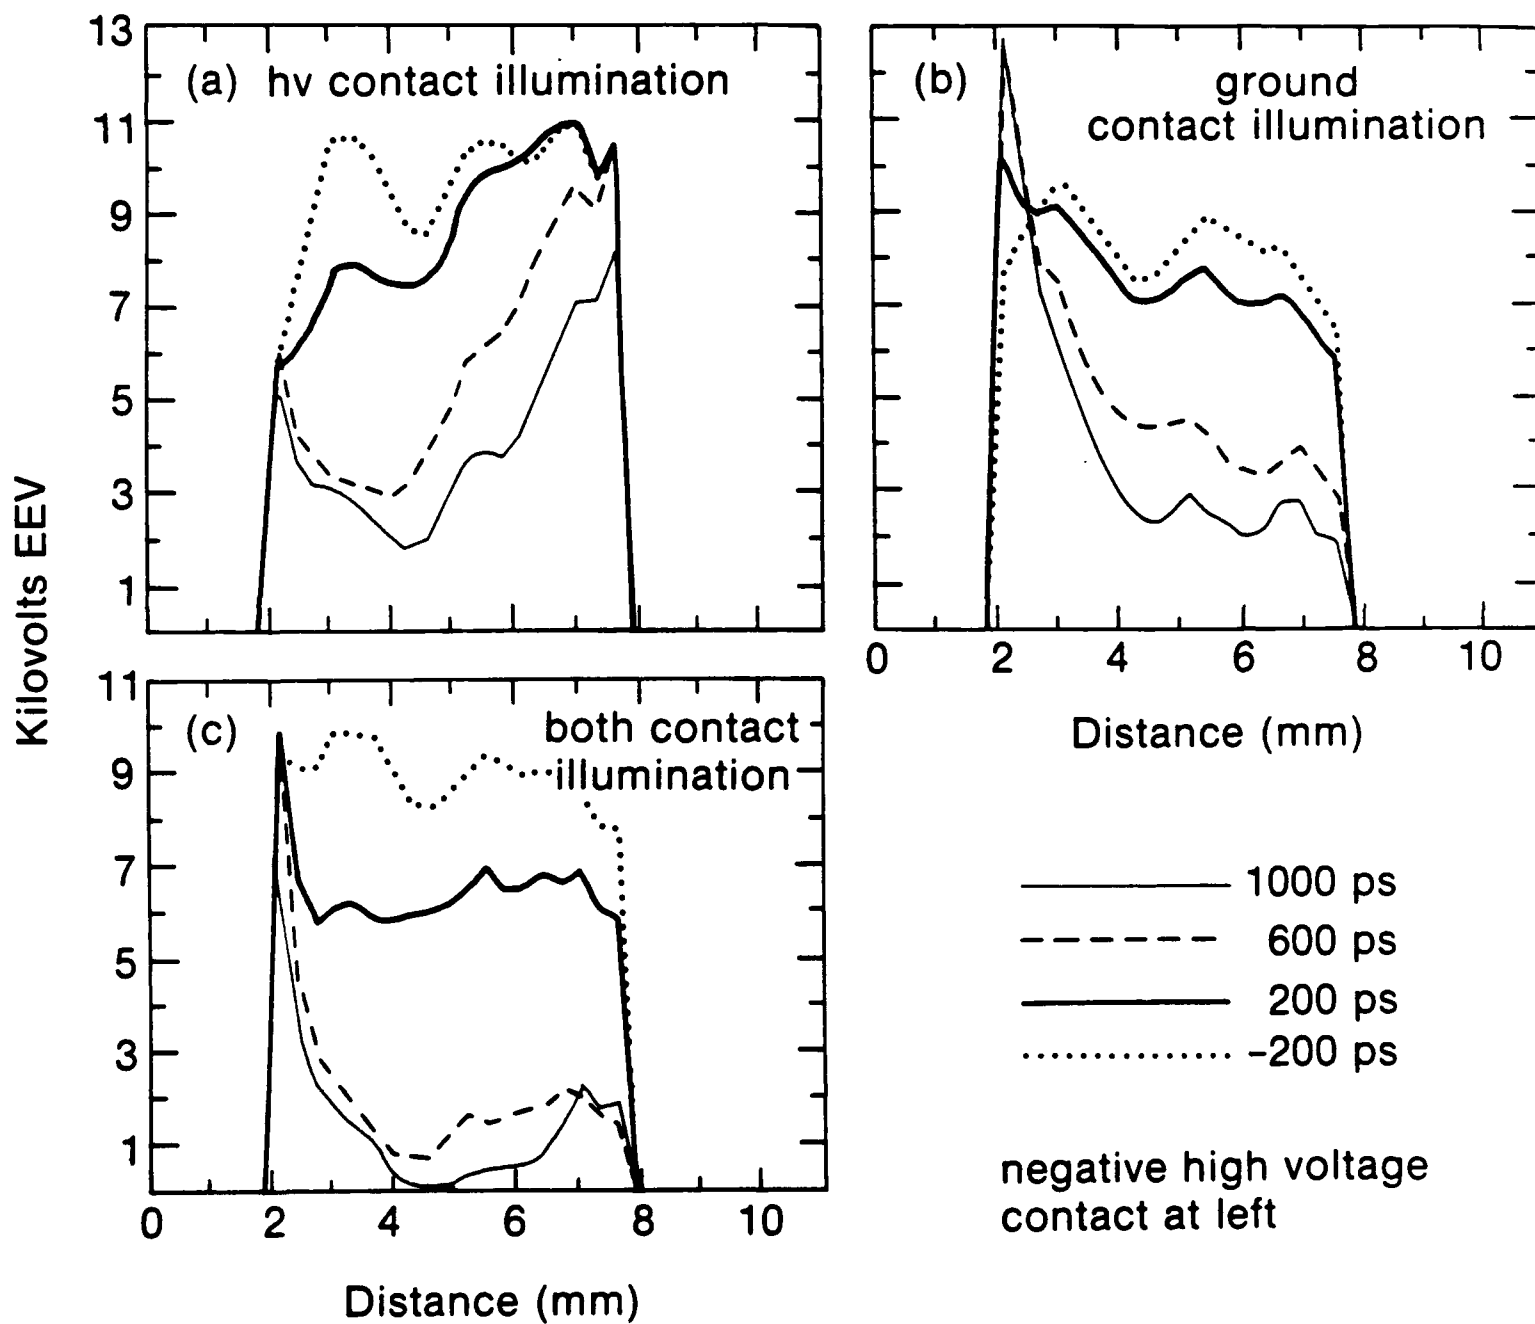 13
11
9
7
5
3
1
(a) hv contact illumination
(b) ground
contact illumination
0 2 4 6 8 10
Distance (mm)
Kilovolts EEV
11
9
7
5
3
1
(c) both contact
illumination
0 2 4 6 8 10
Distance (mm)
1000 ps
600 ps
200 ps
-200 ps
negative high voltage
contact at left